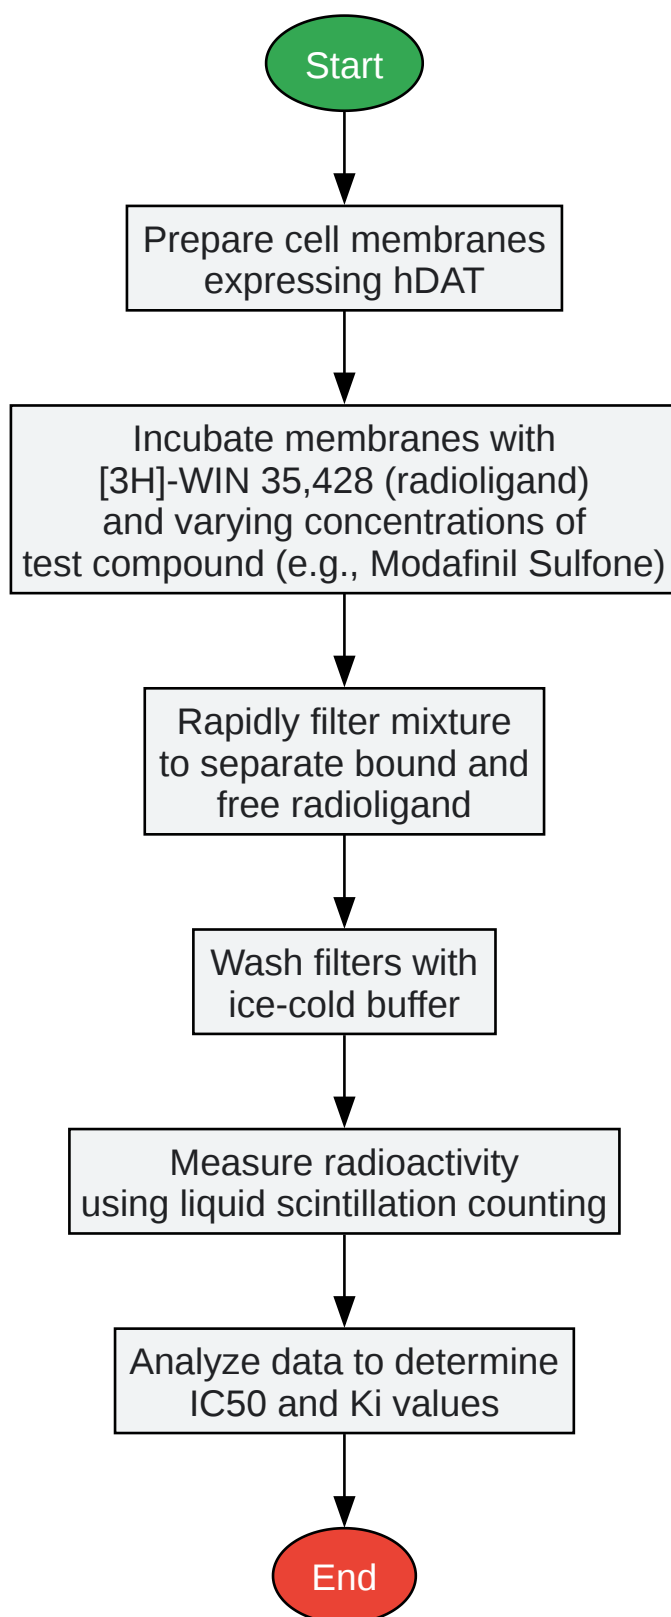 Start
Prepare cell membranes
expressing hDAT
Incubate membranes with
[3H]-WIN 35,428 (radioligand)
and varying concentrations of
test compound (e.g., Modafinil Sulfone)
Rapidly filter mixture
to separate bound and
free radioligand
Wash filters with
ice-cold buffer
Measure radioactivity
using liquid scintillation counting
Analyze data to determine
IC50 and Ki values
End